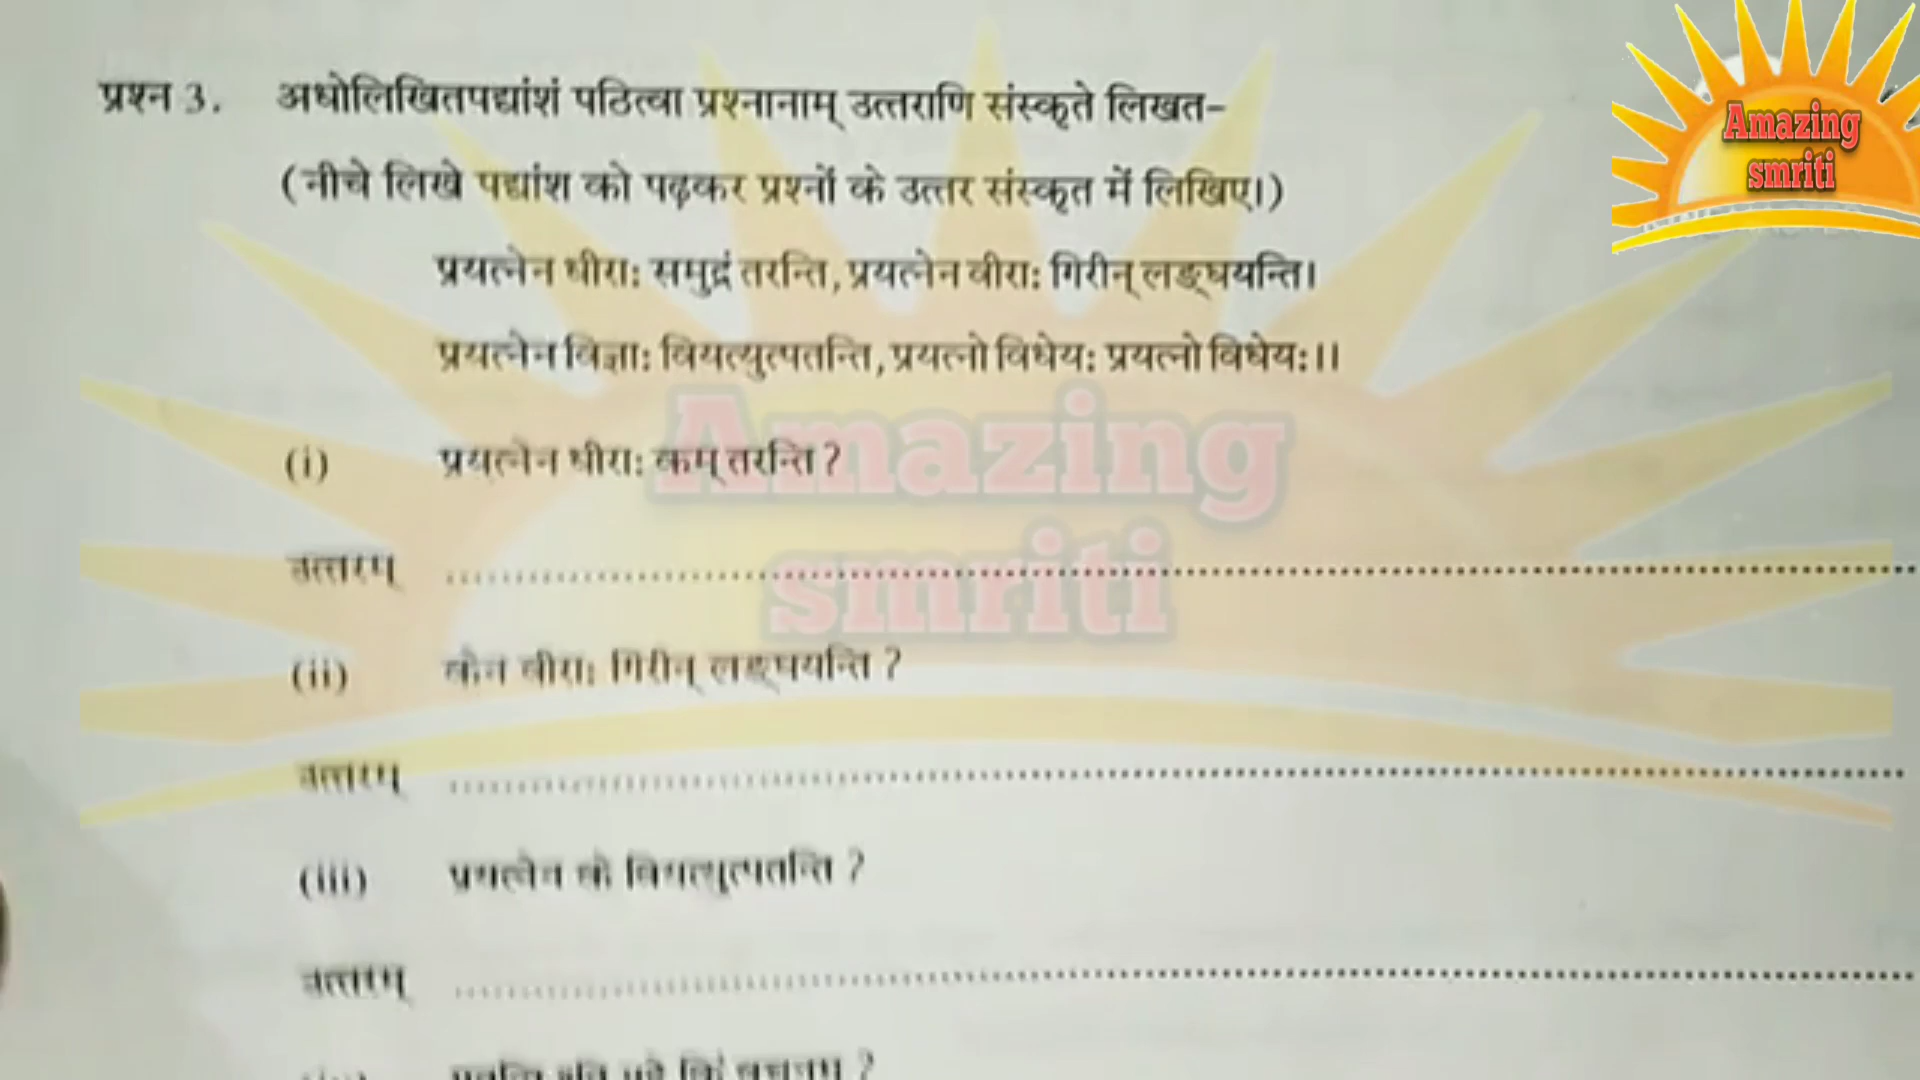 Amazing
smriti
प्रश्न 3. अधोलिखितपद्यांशं पठित्वा प्रश्नानाम् उत्तराणि संस्कृते लिखत-
(नीचे लिखे पद्यांश को पढ़कर प्रश्नों के उत्तर संस्कृत में लिखिए।)
प्रयत्नेन धीराः समुद्रं तरन्ति, प्रयत्नेन वीराः गिरीन् लङ्घयन्ति।
प्रयत्नेन विज्ञाः वियत्युत्पतन्ति, प्रयत्नो विधेयः प्रयत्नो विधेयः।।
Amazing
smriti
(i) प्रयत्नेन धीराः कम् तरन्ति ?
उत्तरम् ........................................
(ii) केन वीराः गिरीन् लङ्घयन्ति ?
उत्तरम् ........................................
(iii) प्रयत्नेन के वियत्युत्पतन्ति ?
उत्तरम् ........................................